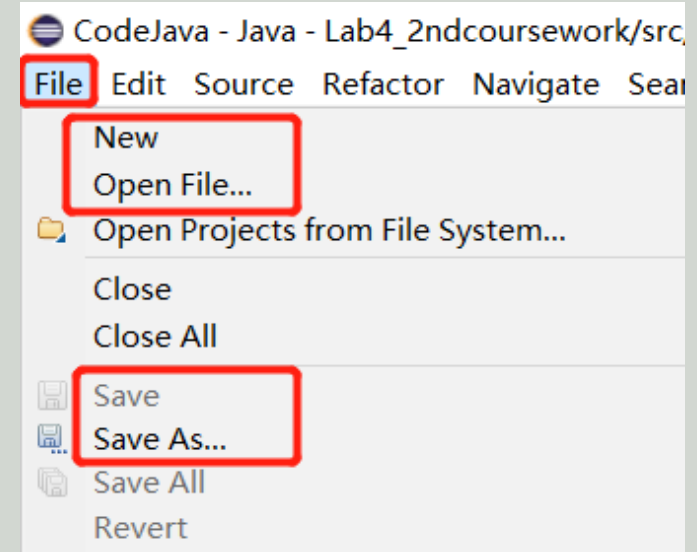 CodeJava - Java - Lab4_2ndcoursework/src/
File Edit Source Refactor Navigate Sear
New
Open File...
Open Projects from File System...
Close
Close All
Save
Save As...
Save All
Revert